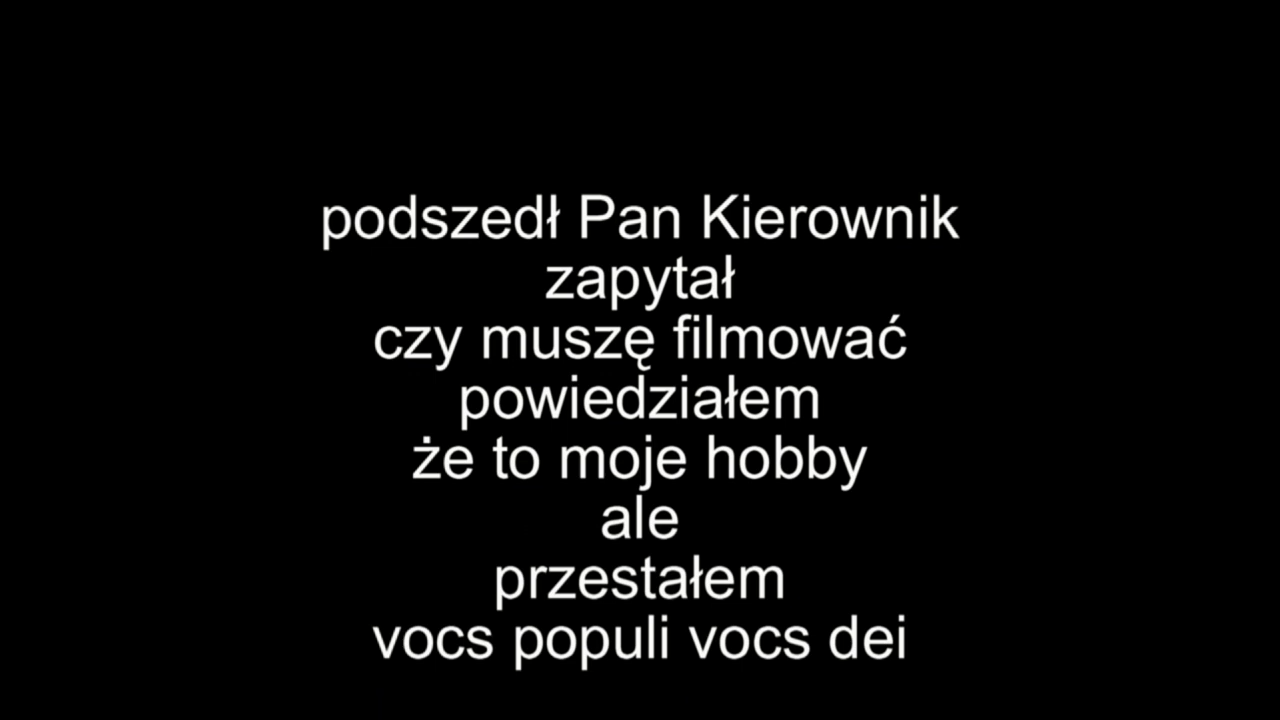 podszedł Pan Kierownik
zapytał
czy muszę filmować
powiedziałem
że to moje hobby
ale
przestałem
vocs populi vocs dei